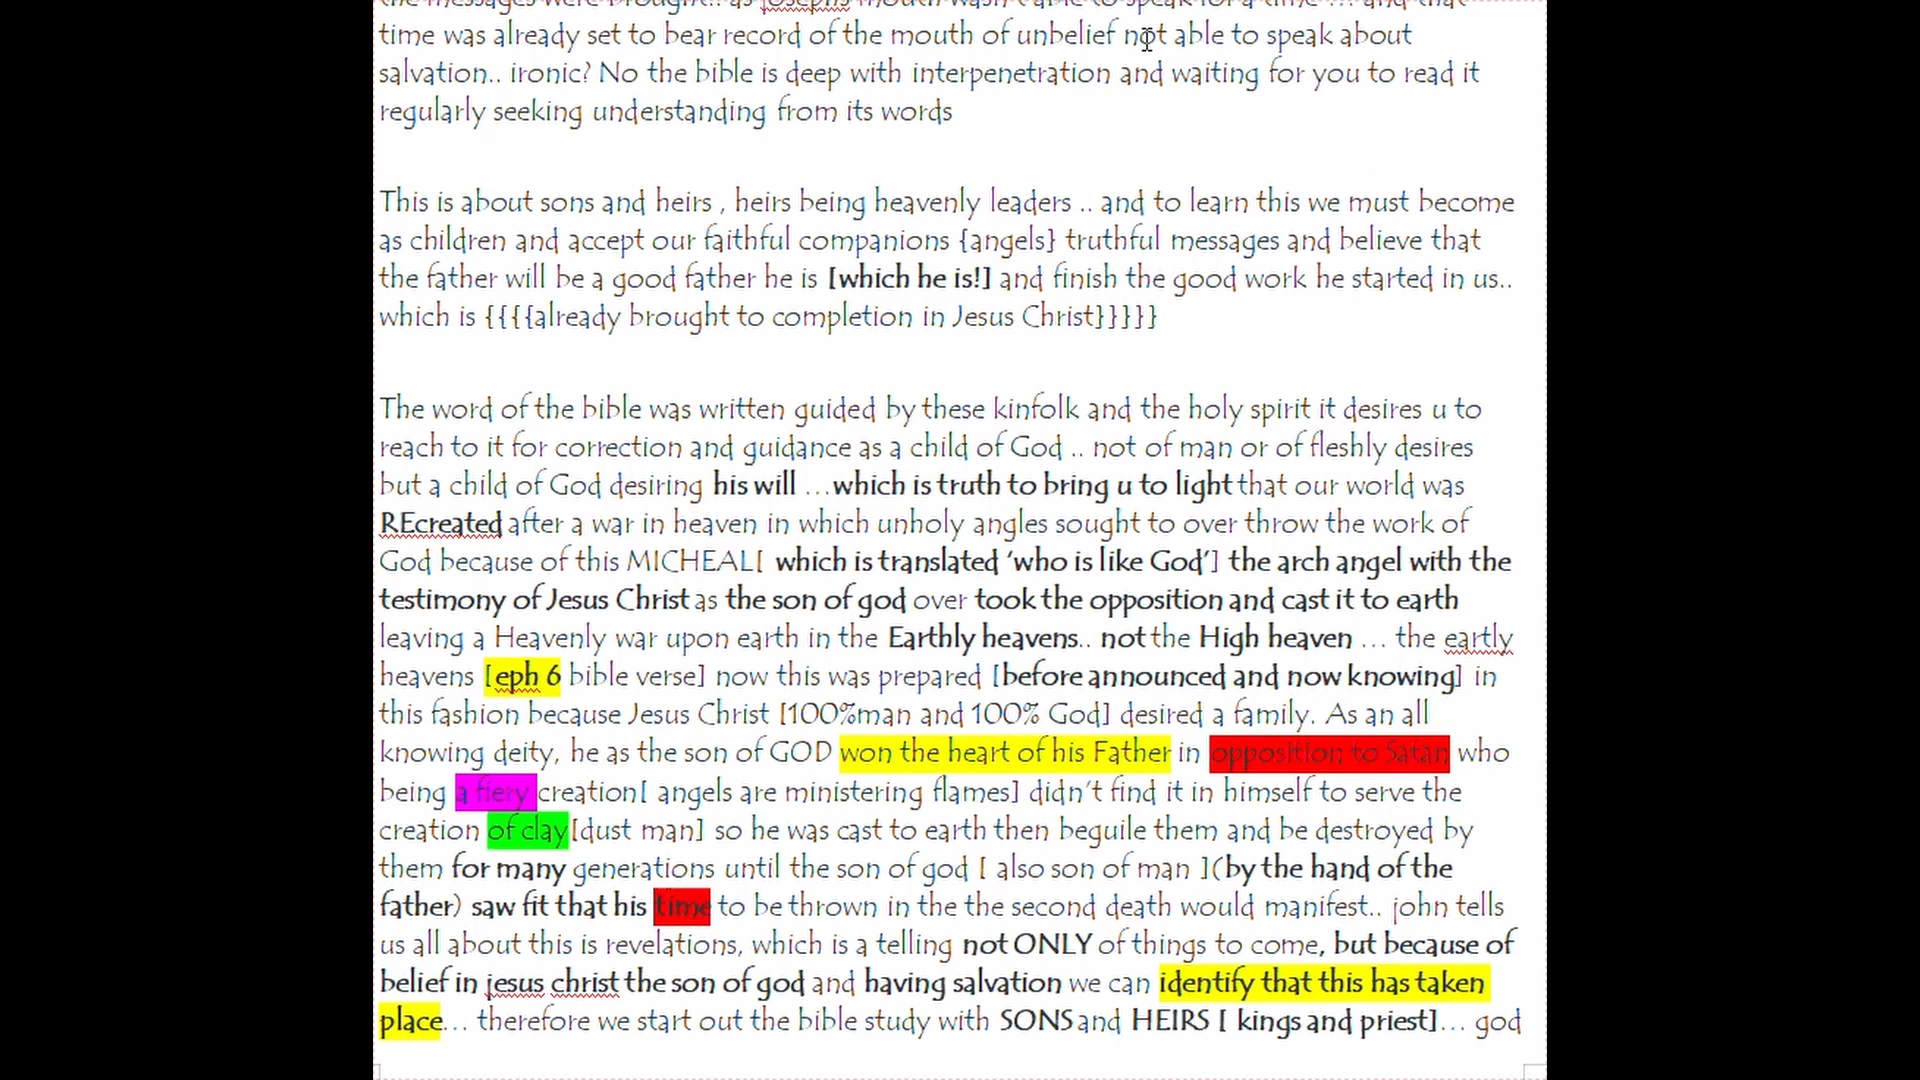 the messages were brought.. as josephs mouth wasn't able to speak for a time ... and that
time was already set to bear record of the mouth of unbelief not able to speak about
salvation.. ironic? No the bible is deep with interpenetration and waiting for you to read it
regularly seeking understanding from its words
This is about sons and heirs , heirs being heavenly leaders .. and to learn this we must become
as children and accept our faithful companions {angels} truthful messages and believe that
the father will be a good father he is [which he is!] and finish the good work he started in us..
which is {{{{already brought to completion in Jesus Christ}}}}}
The word of the bible was written guided by these kinfolk and the holy spirit it desires u to
reach to it for correction and guidance as a child of God .. not of man or of fleshly desires
but a child of God desiring his will ...which is truth to bring u to light that our world was
REcreated after a war in heaven in which unholy angles sought to over throw the work of
God because of this MICHEAL[ which is translated ‘who is like God’] the arch angel with the
testimony of Jesus Christ as the son of god over took the opposition and cast it to earth
leaving a Heavenly war upon earth in the Earthly heavens.. not the High heaven ... the eartly
heavens [eph 6 bible verse] now this was prepared [before announced and now knowing] in
this fashion because Jesus Christ [100%man and 100% God] desired a family. As an all
knowing deity, he as the son of GOD won the heart of his Father in opposition to Satan who
being a fiery creation[ angels are ministering flames] didn’t find it in himself to serve the
creation of clay[dust man] so he was cast to earth then beguile them and be destroyed by
them for many generations until the son of god [ also son of man ](by the hand of the
father) saw fit that his time to be thrown in the the second death would manifest.. john tells
us all about this is revelations, which is a telling not ONLY of things to come, but because of
belief in jesus christ the son of god and having salvation we can identify that this has taken
place... therefore we start out the bible study with SONS and HEIRS [ kings and priest]... god